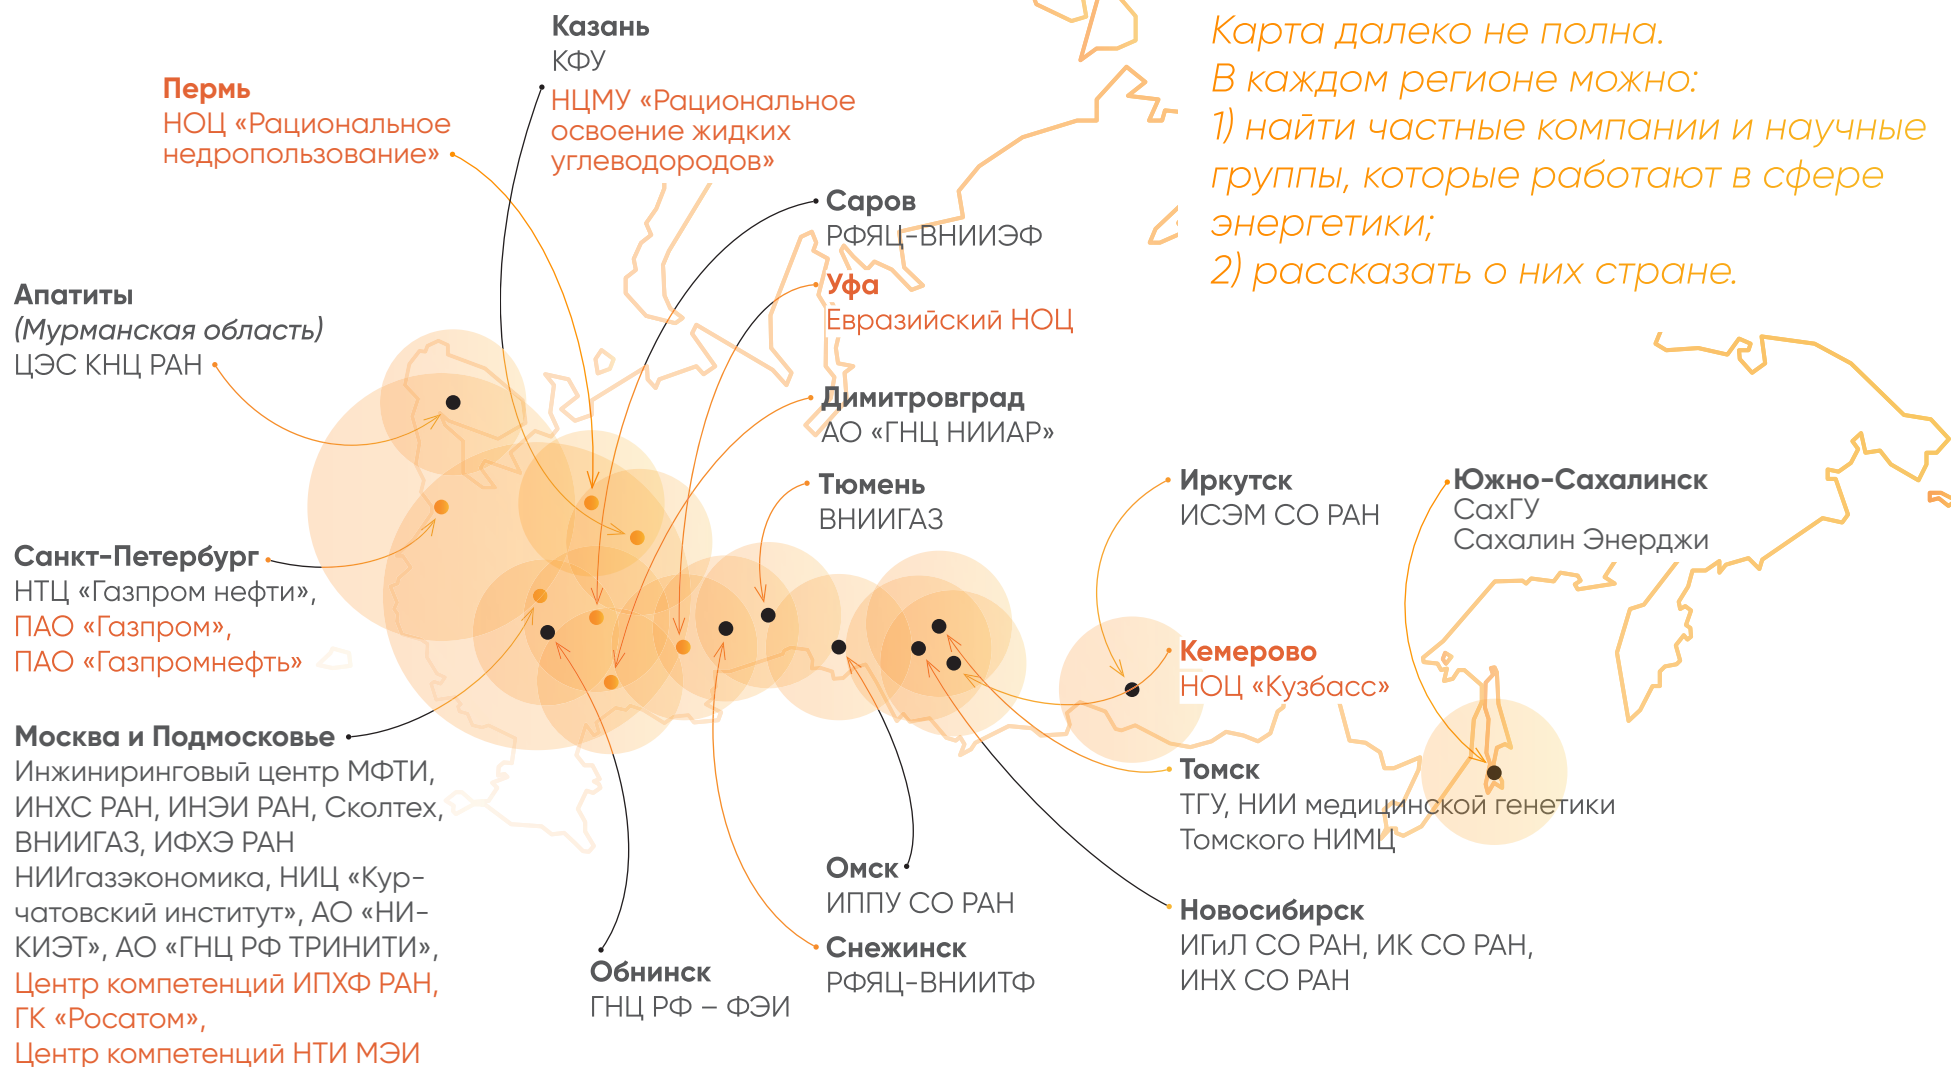 Казань
КФУ
НЦМУ «Рациональное
освоение жидких
углеводородов»
Карта далеко не полна.
В каждом регионе можно:
1) найти частные компании и научные
группы, которые работают в сфере
энергетики;
2) рассказать о них стране.
Пермь
НОЦ «Рациональное
недропользование»
Саров
РФЯЦ-ВНИИЭФ
Уфа
Евразийский НОЦ
Апатиты
(Мурманская область)
ЦЭС КНЦ РАН
Димитровград
АО «ГНЦ НИИАР»
Тюмень
ВНИИГАЗ
Иркутск
ИСЭМ СО РАН
Южно-Сахалинск
СахГУ
Сахалин Энерджи
Санкт-Петербург
НТЦ «Газпром нефти»,
ПАО «Газпром»,
ПАО «Газпромнефть»
Кемерово
НОЦ «Кузбасс»
Москва и Подмосковье
Инжиниринговый центр МФТИ,
ИНХС РАН, ИНЭИ РАН, Сколтех,
ВНИИГАЗ, ИФХЭ РАН
НИИгазэкономика, НИЦ «Кур-
чатовский институт», АО «НИ-
КИЭТ», АО «ГНЦ РФ ТРИНИТИ»,
Центр компетенций ИПХФ РАН,
ГК «Росатом»,
Центр компетенций НТИ МЭИ
Томск
ТГУ, НИИ медицинской генетики
Томского НИМЦ
Омск
ИППУ СО РАН
Новосибирск
ИГиЛ СО РАН, ИК СО РАН,
ИНХ СО РАН
Снежинск
РФЯЦ-ВНИИТФ
Обнинск
ГНЦ РФ – ФЭИ